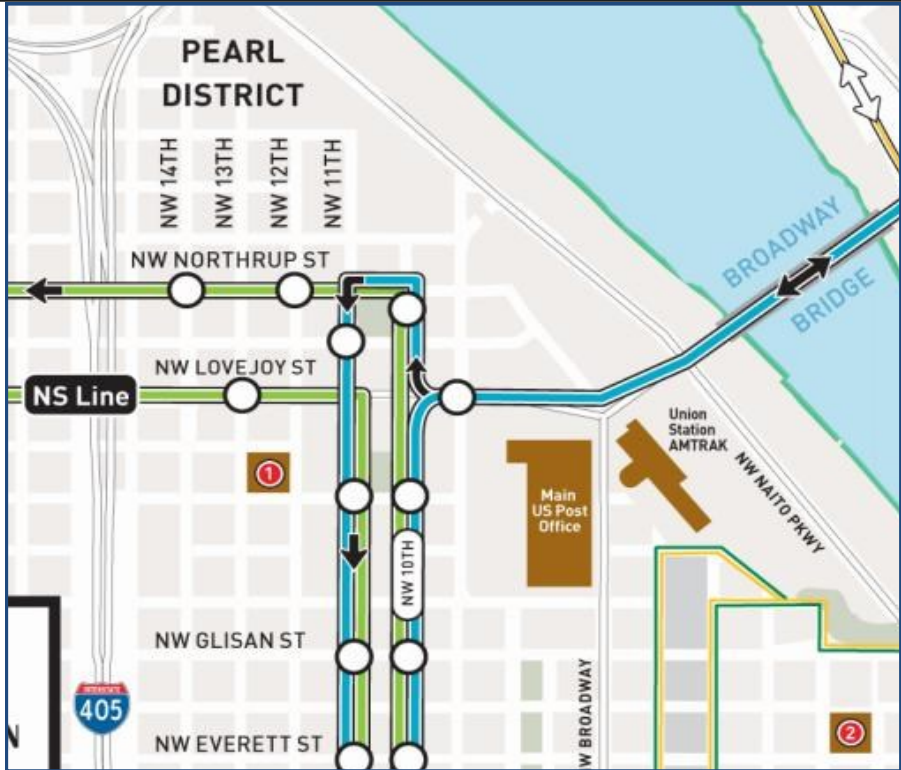 PEARL
DISTRICT
NW 14TH
NW 13TH
NW 12TH
NW 11TH
NW NORTHRUP ST
BROADWAY
BRIDGE
NW LOVEJOY ST
NS Line
Union
Station
AMTRAK
1
Main
US Post
Office
NW NAITO PKWY
NW 10TH
NW GLISAN ST
INTERSTATE
405
N
W BROADWAY
2
NW EVERETT ST